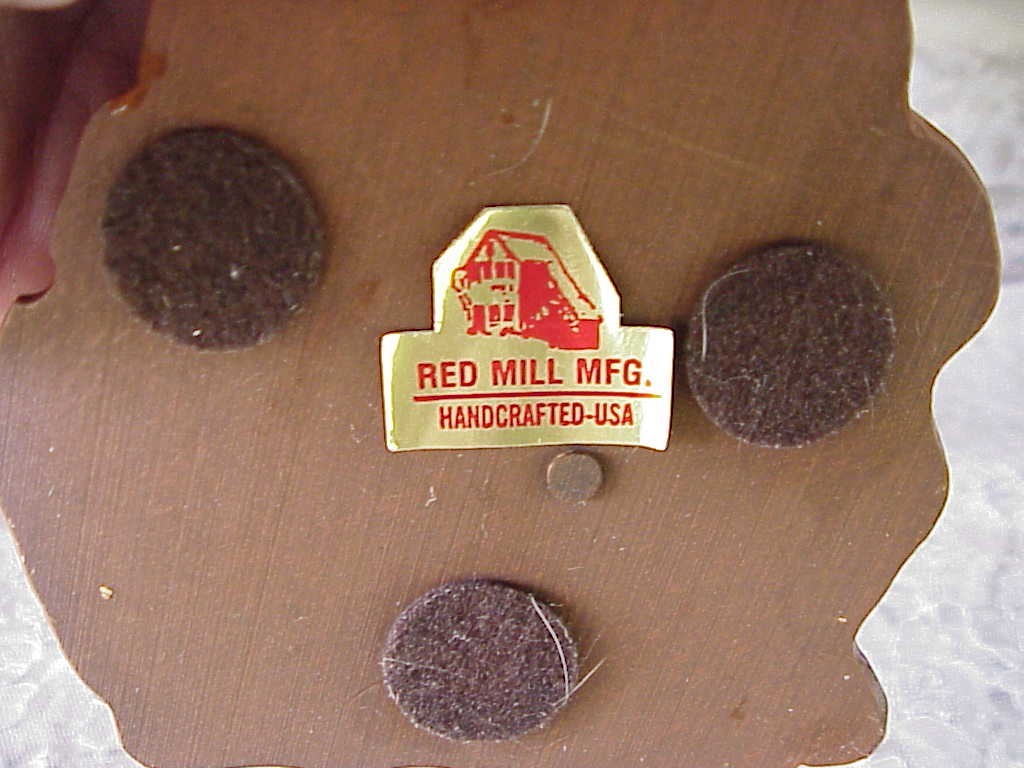 RED MILL MFG.
HANDCRAFTED-USA